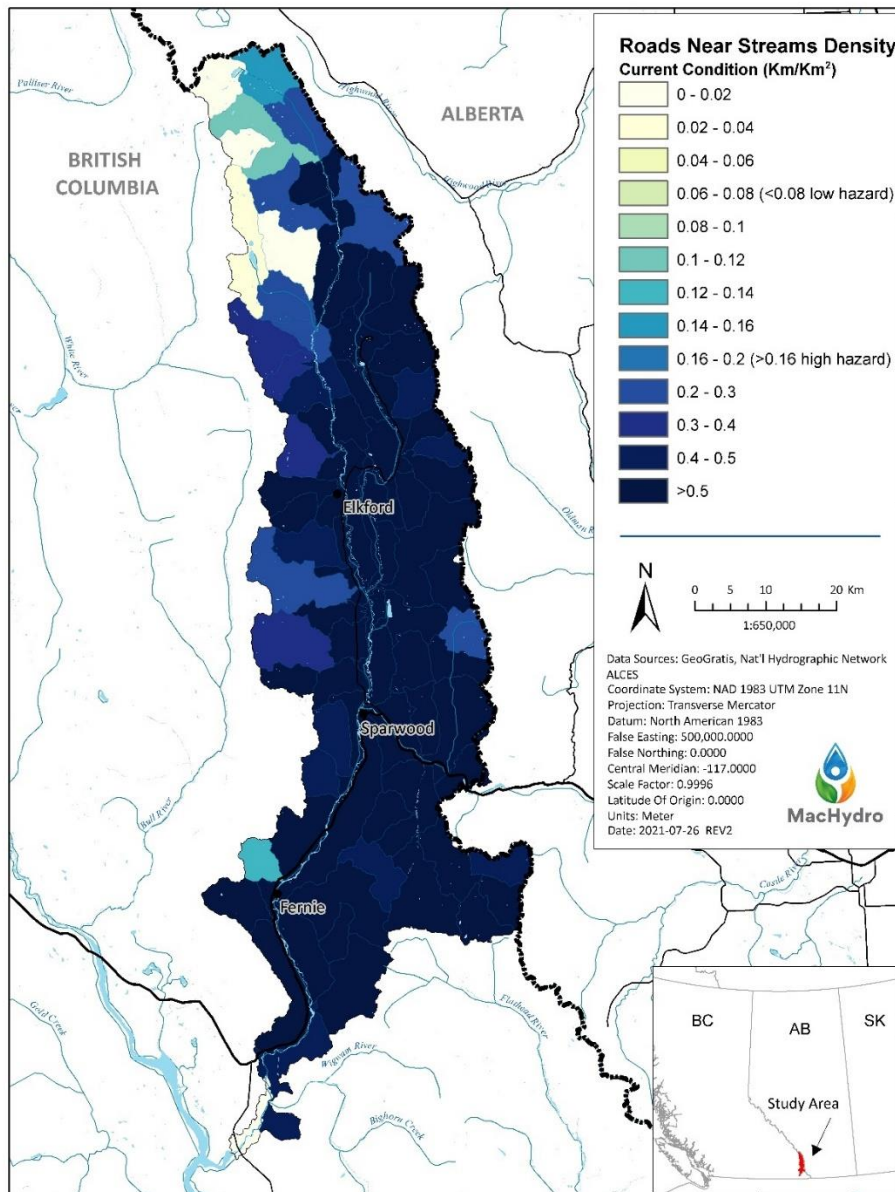 Roads Near Streams Density
Current Condition (Km/Km²)
0 - 0.02
0.02 - 0.04
0.04 - 0.06
0.06 - 0.08 (<0.08 low hazard)
0.08 - 0.1
0.1 - 0.12
0.12 - 0.14
0.14 - 0.16
0.16 - 0.2 (>0.16 high hazard)
0.2 - 0.3
0.3 - 0.4
0.4 - 0.5
>0.5
N
0 5 10 20 Km
1:650,000
Data Sources: GeoGratis, Nat'l Hydrographic Network
ALCES
Coordinate System: NAD 1983 UTM Zone 11N
Projection: Transverse Mercator
Datum: North American 1983
False Easting: 500,000.0000
False Northing: 0.0000
Central Meridian: -117.0000
Scale Factor: 0.9996
Latitude Of Origin: 0.0000
Units: Meter
Date: 2021-07-26 REV2
MacHydro
Palliser River
Highwood River
ALBERTA
BRITISH
COLUMBIA
Highwood River
White River
Elkford
Oldman R
Sparwood
Bull River
Castle River
Fernie
Gold Creek
Flathead River
Wigwam River
Bighorn Creek
BC
AB
SK
Study Area